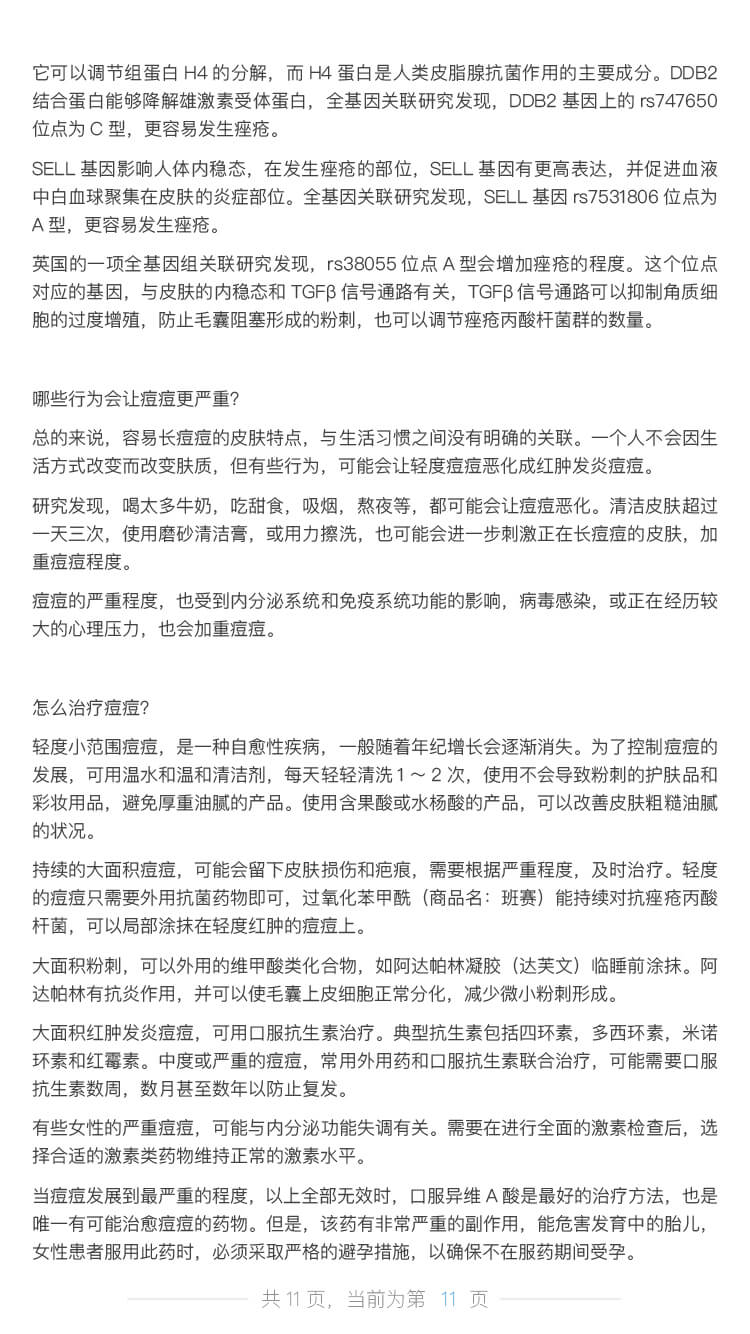 它可以调节组蛋白 H4 的分解，而 H4 蛋白是人类皮脂腺抗菌作用的主要成分。DDB2
结合蛋白能够降解雄激素受体蛋白，全基因关联研究发现，DDB2 基因上的 rs747650
位点为 C 型，更容易发生痤疮。
SELL 基因影响人体内稳态，在发生痤疮的部位，SELL 基因有更高表达，并促进血液
中白血球聚集在皮肤的炎症部位。全基因关联研究发现，SELL 基因 rs7531806 位点为
A 型，更容易发生痤疮。
英国的一项全基因组关联研究发现，rs38055 位点 A 型会增加痤疮的程度。这个位点
对应的基因，与皮肤的内稳态和 TGFβ 信号通路有关，TGFβ 信号通路可以抑制角质细
胞的过度增殖，防止毛囊阻塞形成的粉刺，也可以调节痤疮丙酸杆菌群的数量。
哪些行为会让痘痘更严重？
总的来说，容易长痘痘的皮肤特点，与生活习惯之间没有明确的关联。一个人不会因生
活方式改变而改变肤质，但有些行为，可能会让轻度痘痘恶化成红肿发炎痘痘。
研究发现，喝太多牛奶，吃甜食，吸烟，熬夜等，都可能会让痘痘恶化。清洁皮肤超过
一天三次，使用磨砂清洁膏，或用力擦洗，也可能会进一步刺激正在长痘痘的皮肤，加
重痘痘程度。
痘痘的严重程度，也受到内分泌系统和免疫系统功能的影响，病毒感染，或正在经历较
大的心理压力，也会加重痘痘。
怎么治疗痘痘？
轻度小范围痘痘，是一种自愈性疾病，一般随着年纪增长会逐渐消失。为了控制痘痘的
发展，可用温水和温和清洁剂，每天轻轻清洗 1 ～ 2 次，使用不会导致粉刺的护肤品和
彩妆用品，避免厚重油腻的产品。使用含果酸或水杨酸的产品，可以改善皮肤粗糙油腻
的状况。
持续的大面积痘痘，可能会留下皮肤损伤和疤痕，需要根据严重程度，及时治疗。轻度
的痘痘只需要外用抗菌药物即可，过氧化苯甲酰（商品名：班赛）能持续对抗痤疮丙酸
杆菌，可以局部涂抹在轻度红肿的痘痘上。
大面积粉刺，可以外用的维甲酸类化合物，如阿达帕林凝胶（达芙文）临睡前涂抹。阿
达帕林有抗炎作用，并可以使毛囊上皮细胞正常分化，减少微小粉刺形成。
大面积红肿发炎痘痘，可用口服抗生素治疗。典型抗生素包括四环素，多西环素，米诺
环素和红霉素。中度或严重的痘痘，常用外用药和口服抗生素联合治疗，可能需要口服
抗生素数周，数月甚至数年以防止复发。
有些女性的严重痘痘，可能与内分泌功能失调有关。需要在进行全面的激素检查后，选
择合适的激素类药物维持正常的激素水平。
当痘痘发展到最严重的程度，以上全部无效时，口服异维 A 酸是最好的治疗方法，也是
唯一有可能治愈痘痘的药物。但是，该药有非常严重的副作用，能危害发育中的胎儿，
女性患者服用此药时，必须采取严格的避孕措施，以确保不在服药期间受孕。
共 11 页，当前为第 11 页